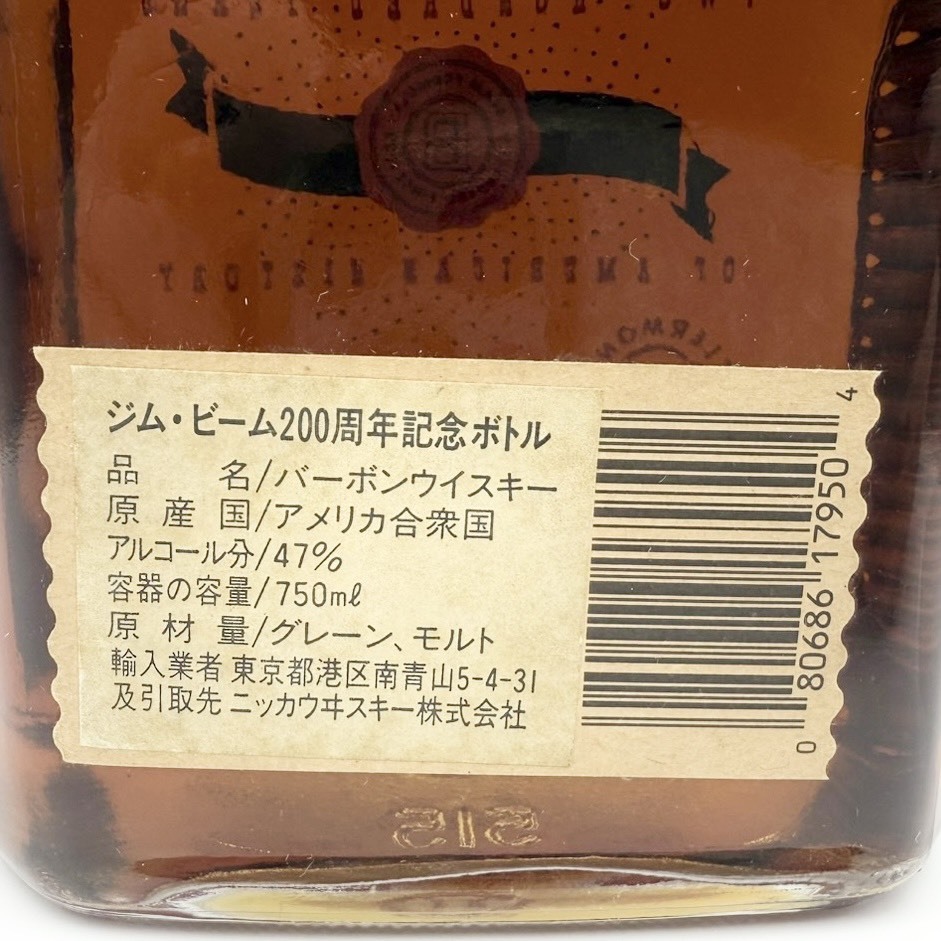 OF AMERICAN HISTORY
ジム・ビーム200周年記念ボトル
品 名/バーボンウイスキー
原 産 国/アメリカ合衆国
アルコール分/47%
容器の容量/750mℓ
原 材 量/グレーン、モルト
輸入業者 東京都港区南青山5-4-31
及引取先 ニッカウヰスキー株式会社
0 80686 17950 4